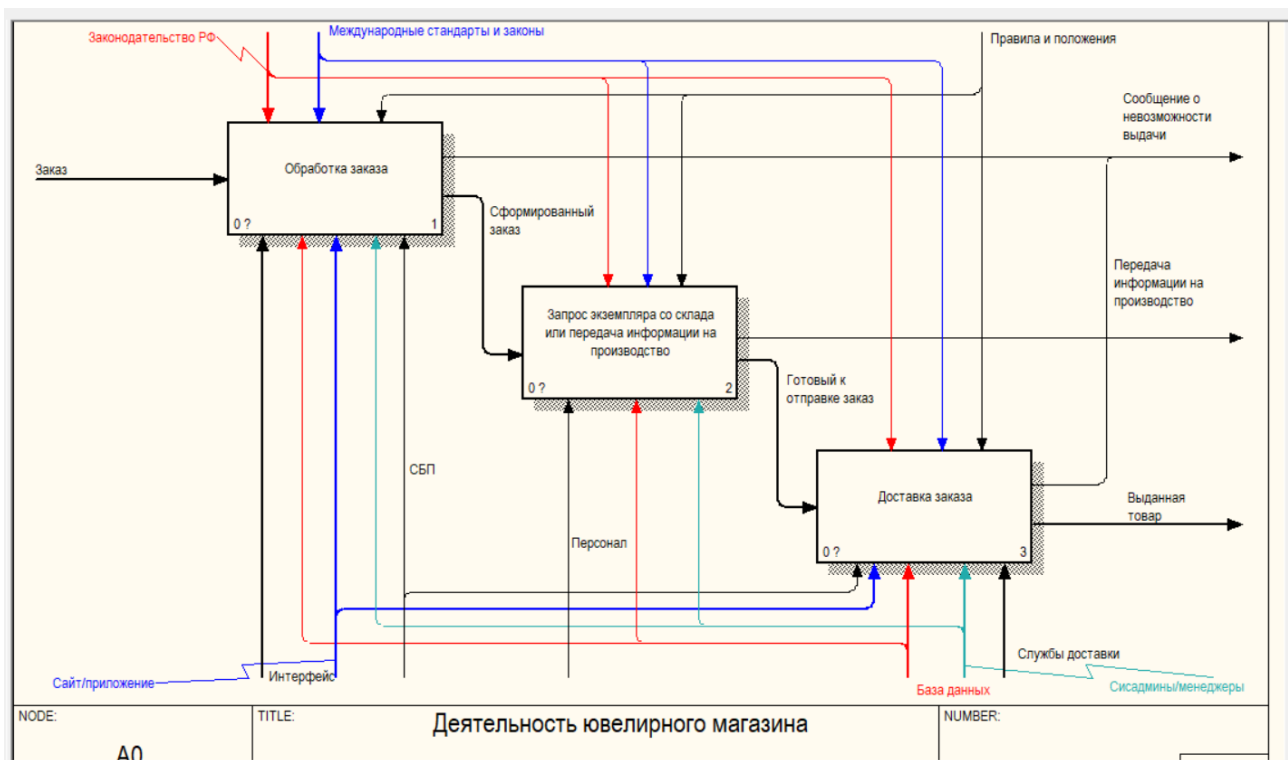 Законодательство РФ
Международные стандарты и законы
Правила и положения
Сообщение о
невозможности
выдачи
Заказ
Обработка заказа
0 ?
1
Сформированный
заказ
Передача
информации на
производство
Запрос экземпляра со склада
или передача информации на
производство
0 ?
2
Готовый к
отправке заказ
СБП
Доставка заказа
0 ?
3
Выданная
товар
Персонал
Службы доставки
Интерфейс
Сайт/приложение
База данных
Сисадмины/менеджеры
NODE:
TITLE:
Деятельность ювелирного магазина
NUMBER:
A0